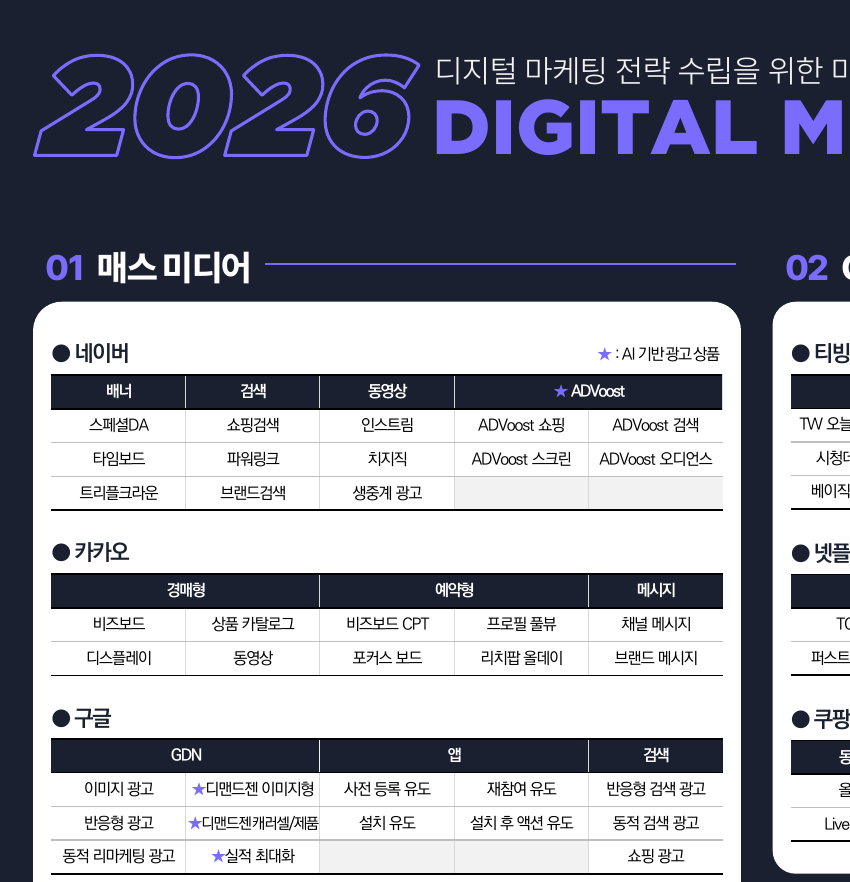 2026
디지털 마케팅 전략 수립을 위한
DIGITAL M
01 매스 미디어
● 네이버
★ : AI 기반 광고 상품
배너 검색 동영상 ★ ADVoost
스페셜DA 쇼핑검색 인스트림 ADVoost 쇼핑 ADVoost 검색
타임보드 파워링크 치지직 ADVoost 스크린 ADVoost 오디언스
트리플크라운 브랜드검색 생중계 광고
● 카카오
경매형 예약형 메시지
비즈보드 상품 카탈로그 비즈보드 CPT 프로필 풀뷰 채널 메시지
디스플레이 동영상 포커스 보드 리치팝 올데이 브랜드 메시지
● 구글
GDN 앱 검색
이미지 광고 ★디맨드젠 이미지형 사전 등록 유도 재참여 유도 반응형 검색 광고
반응형 광고 ★디맨드젠캐러셀/제품 설치 유도 설치 후 액션 유도 동적 검색 광고
동적 리마케팅 광고 ★실적 최대화 쇼핑 광고
02
● 티빙
TW 오늘
시청
베이직
● 넷플
퍼스트
● 쿠팡
동
올
Live